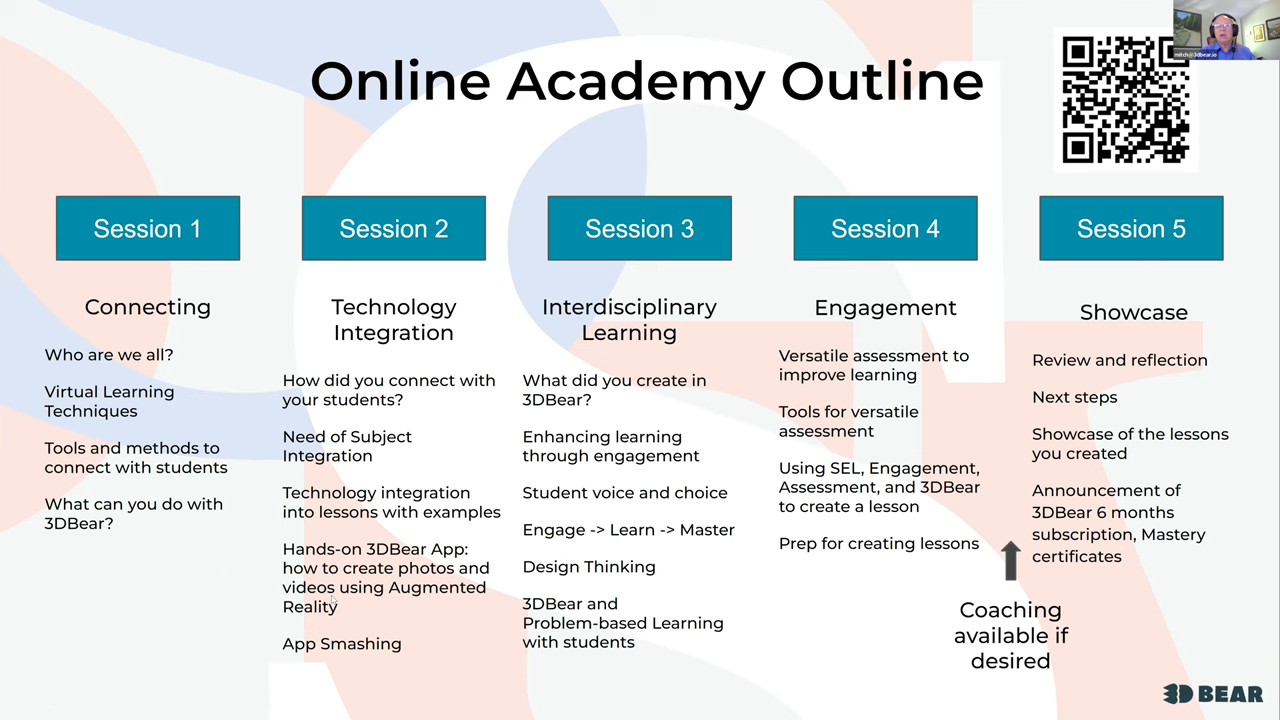 Online Academy Outline
mitch@3dbear.io
Session 1
Connecting
Who are we all?
Virtual Learning
Techniques
Tools and methods to
connect with students
What can you do with
3DBear?
Session 2
Technology
Integration
How did you connect with
your students?
Need of Subject
Integration
Technology integration
into lessons with examples
Hands-on 3DBear App:
how to create photos and
videos using Augmented
Reality
App Smashing
Session 3
Interdisciplinary
Learning
What did you create in
3DBear?
Enhancing learning
through engagement
Student voice and choice
Engage -> Learn -> Master
Design Thinking
3DBear and
Problem-based Learning
with students
Session 4
Engagement
Versatile assessment to
improve learning
Tools for versatile
assessment
Using SEL, Engagement,
Assessment, and 3DBear
to create a lesson
Prep for creating lessons
Session 5
Showcase
Review and reflection
Next steps
Showcase of the lessons
you created
Announcement of
3DBear 6 months
subscription, Mastery
certificates
Coaching
available if
desired
3D BEAR